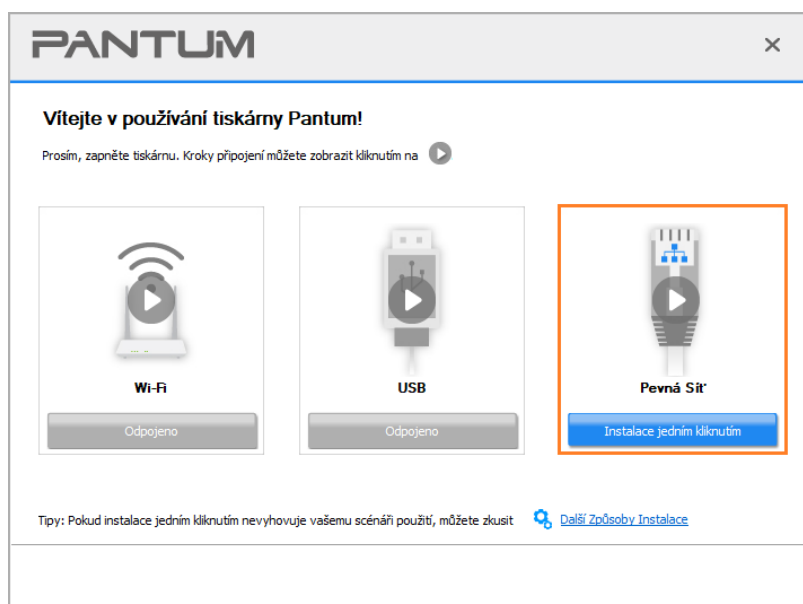 PANTUM
Vítejte v používání tiskárny Pantum!
Prosím, zapněte tiskárnu. Kroky připojení můžete zobrazit kliknutím na
Wi-Fi
USB
Pevná Síť
Odpojeno
Odpojeno
Instalace jedním kliknutím
Tipy: Pokud instalace jedním kliknutím nevyhovuje vašemu scénáři použití, můžete zkusit Další Způsoby Instalace